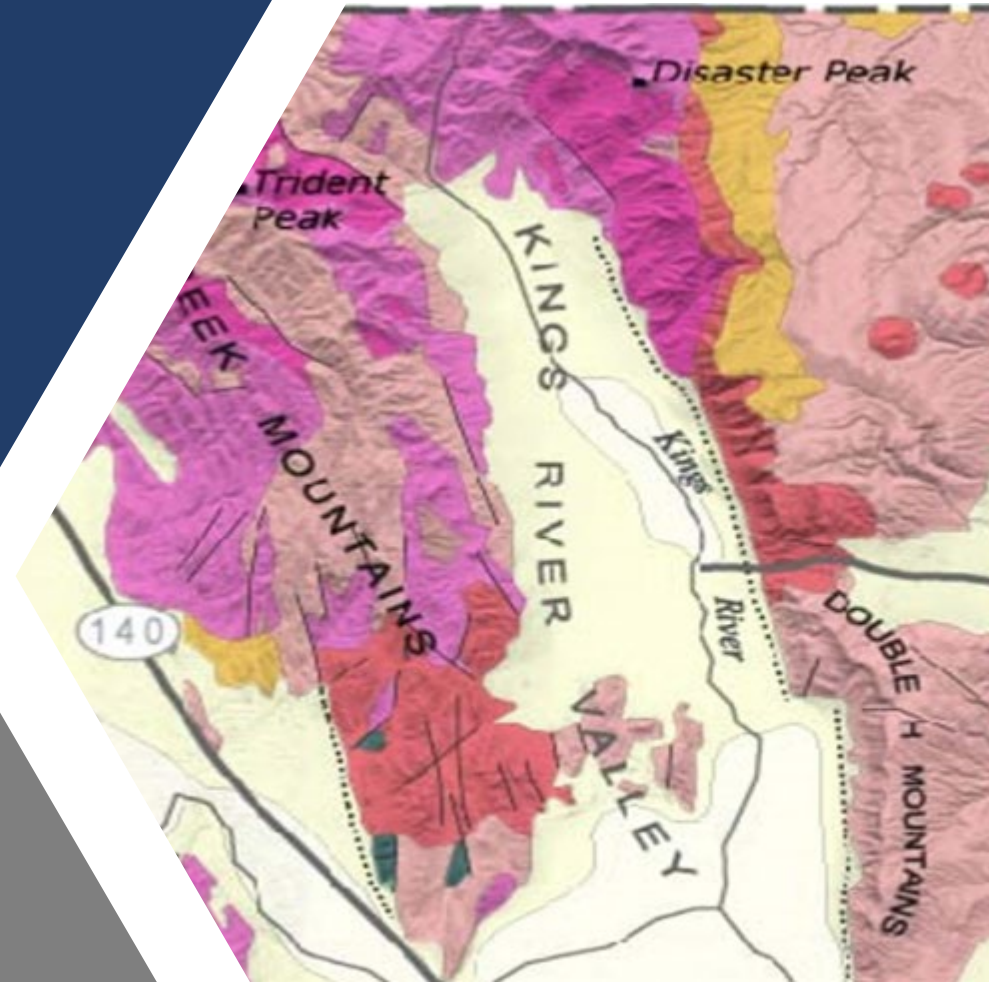 Disaster Peak
Trident
Peak
KINGS RIVER VALLEY
EEK MOUNTAINS
Kings River
140
DOUBLE H MOUNTAINS